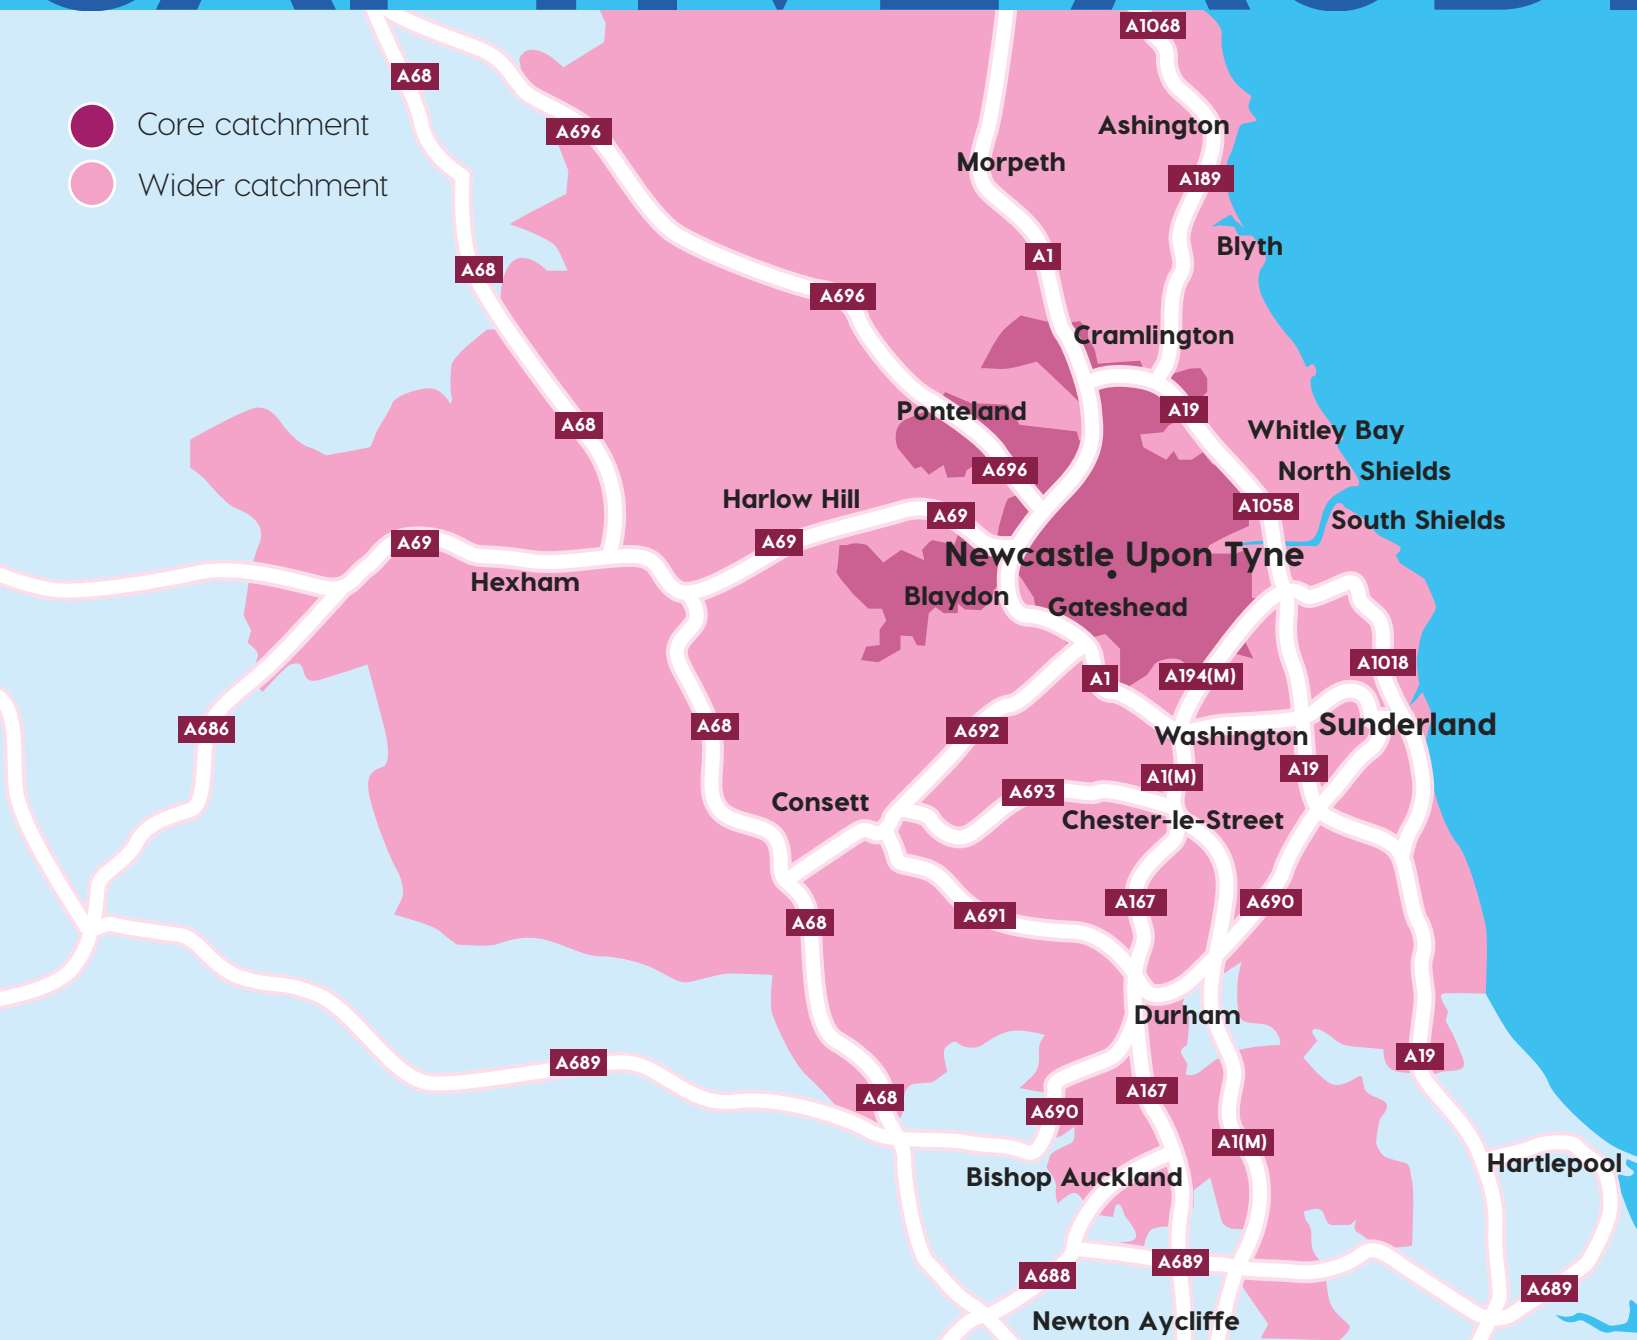 A1068
A68
Core catchment
Ashington
A696
Morpeth
Wider catchment
A189
Blyth
A1
A68
A696
Cramlington
Ponteland
A19
A68
Whitley Bay
A696
North Shields
Harlow Hill
A1058
A69
South Shields
A69
A69
Newcastle Upon Tyne
Hexham
Blaydon
Gateshead
A1018
A1
A194(M)
A686
A68
A692
Washington
Sunderland
A19
A1(M)
A693
Consett
Chester-le-Street
A167
A690
A691
A68
Durham
A19
A689
A167
A68
A690
A1(M)
Hartlepool
Bishop Auckland
A689
A688
A689
Newton Aycliffe